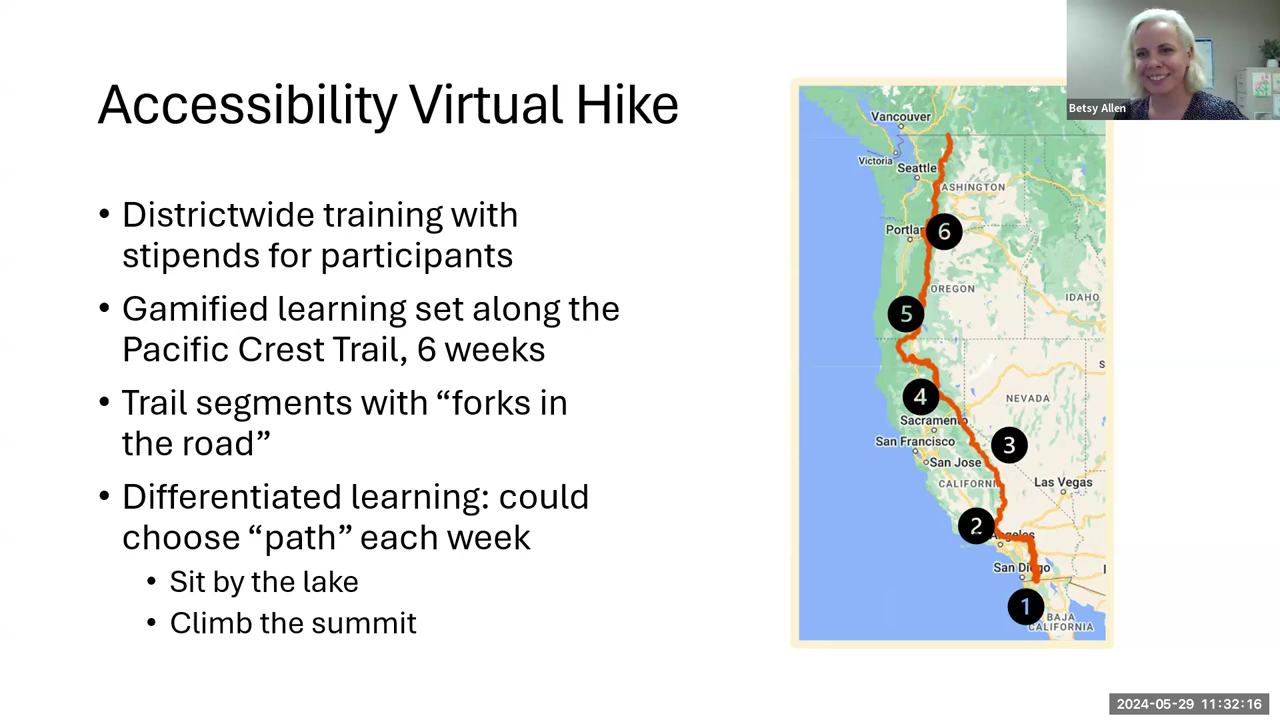 Accessibility Virtual Hike
• Districtwide training with
stipends for participants
• Gamified learning set along the
Pacific Crest Trail, 6 weeks
• Trail segments with “forks in
the road”
• Differentiated learning: could
choose “path” each week
• Sit by the lake
• Climb the summit
Betsy Allen
Vancouver
Victoria
Seattle
ASHINGTON
Portla
6
OREGON
IDAHO
5
S
4
NEVADA
Sacramento
San Francisco
3
San Jose
CALIFORN
Las Vegas
2
Angeles
San Diego
1
BAJA
CALIFORNIA
2024-05-29 11:32:16